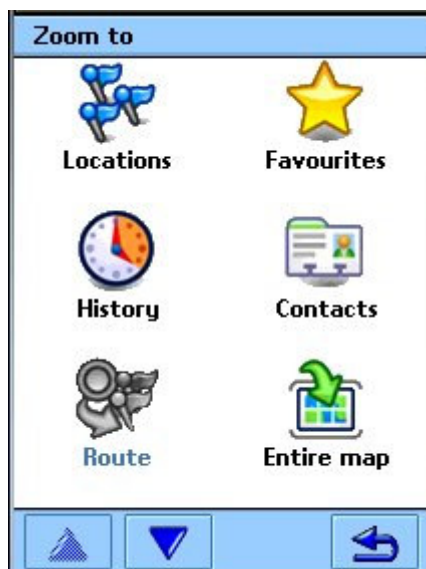 Zoom to
Locations Favourites
History Contacts
Route Entire map